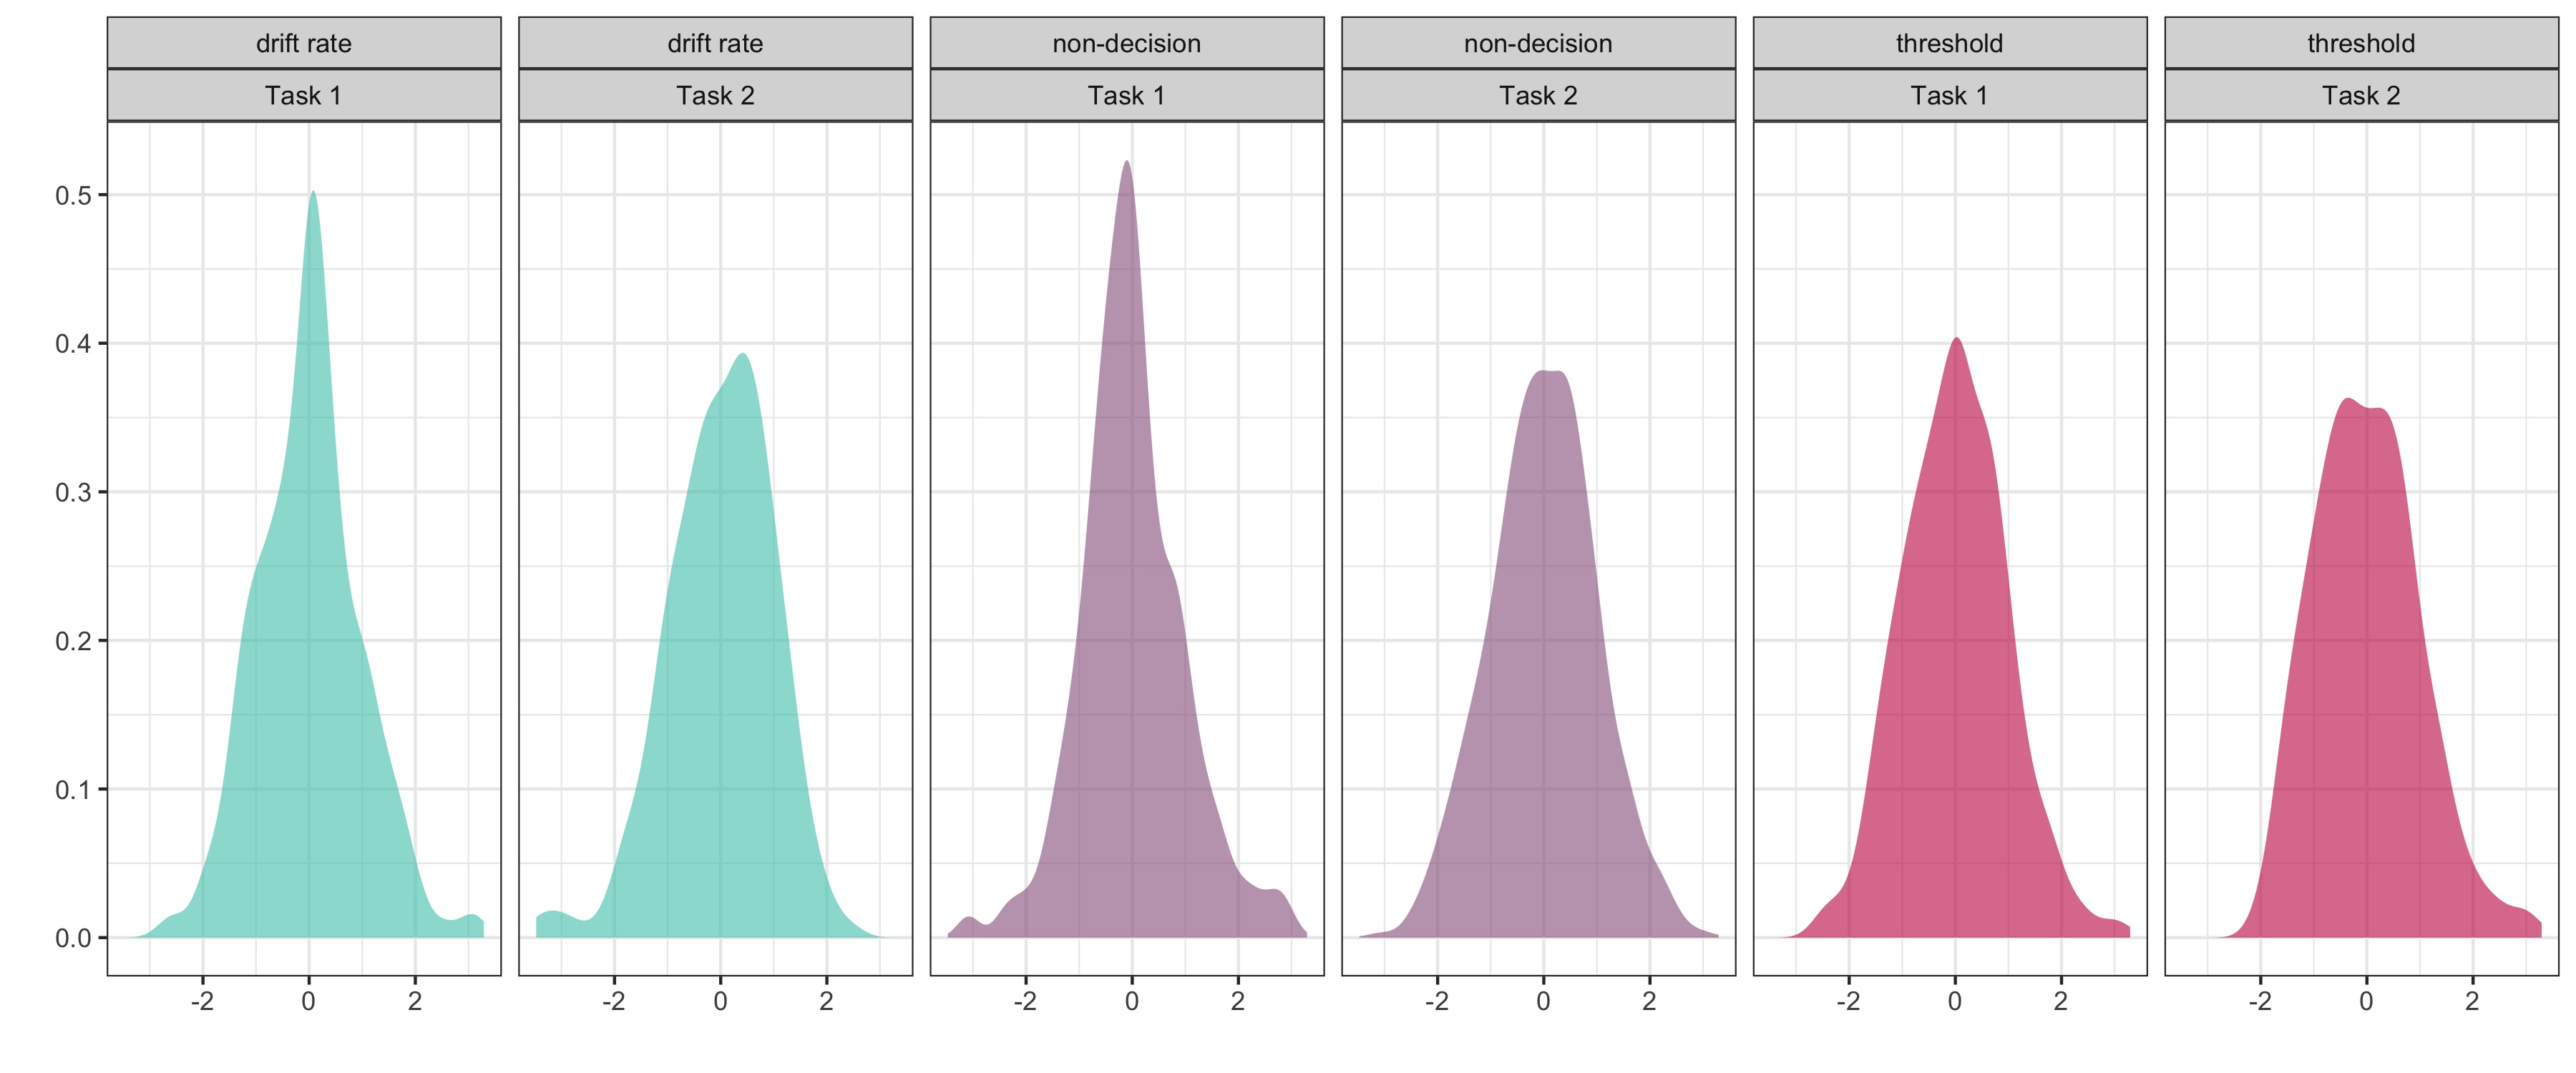 drift rate drift rate non-decision non-decision threshold threshold
Task 1 Task 2 Task 1 Task 2 Task 1 Task 2
0.5
0.4
0.3
0.2
0.1
0.0
-2 0 2 -2 0 2 -2 0 2 -2 0 2 -2 0 2 -2 0 2